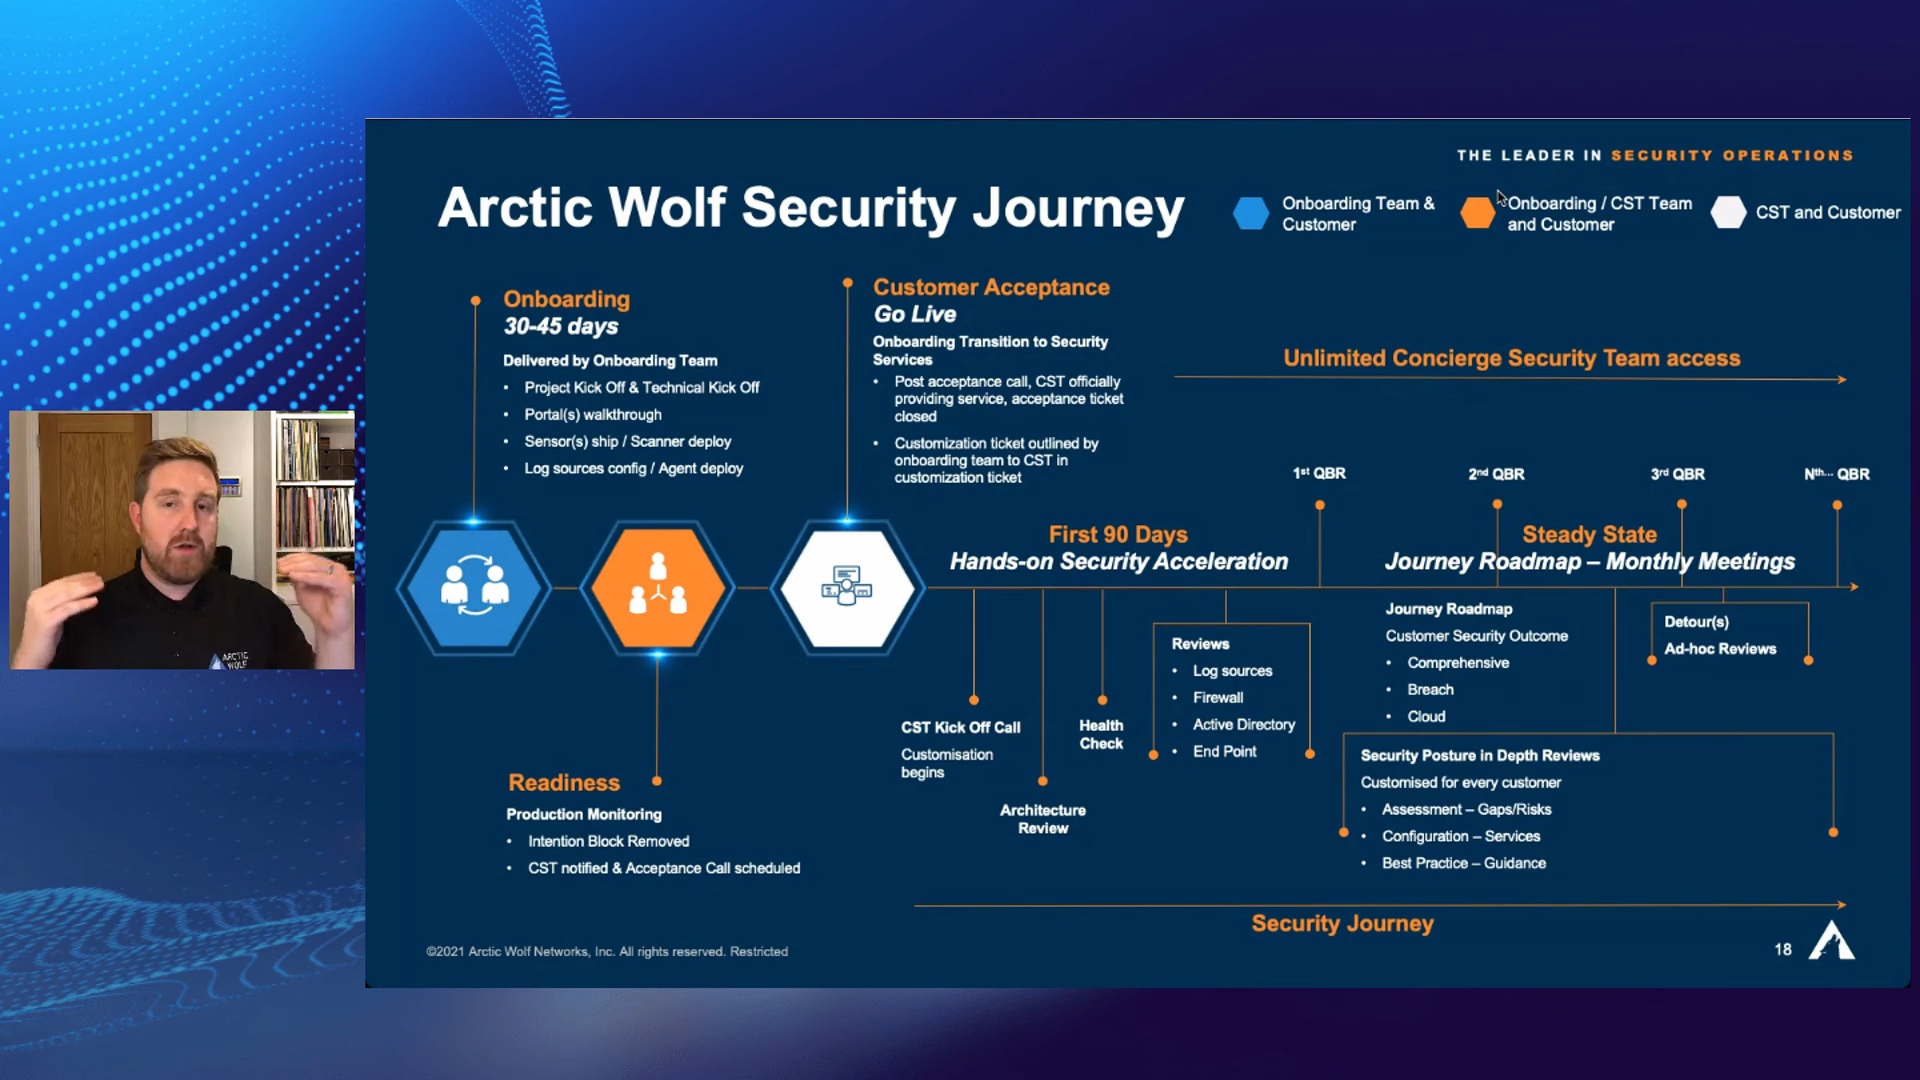 THE LEADER IN SECURITY OPERATIONS
Arctic Wolf Security Journey
Onboarding Team &
Customer
Onboarding / CST Team
and Customer
CST and Customer
Onboarding
30-45 days
Delivered by Onboarding Team
• Project Kick Off & Technical Kick Off
• Portal(s) walkthrough
• Sensor(s) ship / Scanner deploy
• Log sources config / Agent deploy
Customer Acceptance
Go Live
Onboarding Transition to Security
Services
• Post acceptance call, CST officially
providing service, acceptance ticket
closed
• Customization ticket outlined by
onboarding team to CST in
customization ticket
Unlimited Concierge Security Team access
1st QBR
2nd QBR
3rd QBR
Nth... QBR
First 90 Days
Hands-on Security Acceleration
Steady State
Journey Roadmap – Monthly Meetings
ARCTIC
WOLF
CST Kick Off Call
Customisation
begins
Architecture
Review
Health
Check
Reviews
• Log sources
• Firewall
• Active Directory
• End Point
Journey Roadmap
Customer Security Outcome
• Comprehensive
• Breach
• Cloud
Detour(s)
Ad-hoc Reviews
Security Posture in Depth Reviews
Customised for every customer
• Assessment – Gaps/Risks
• Configuration – Services
• Best Practice – Guidance
Readiness
Production Monitoring
• Intention Block Removed
• CST notified & Acceptance Call scheduled
Security Journey
©2021 Arctic Wolf Networks, Inc. All rights reserved. Restricted
18